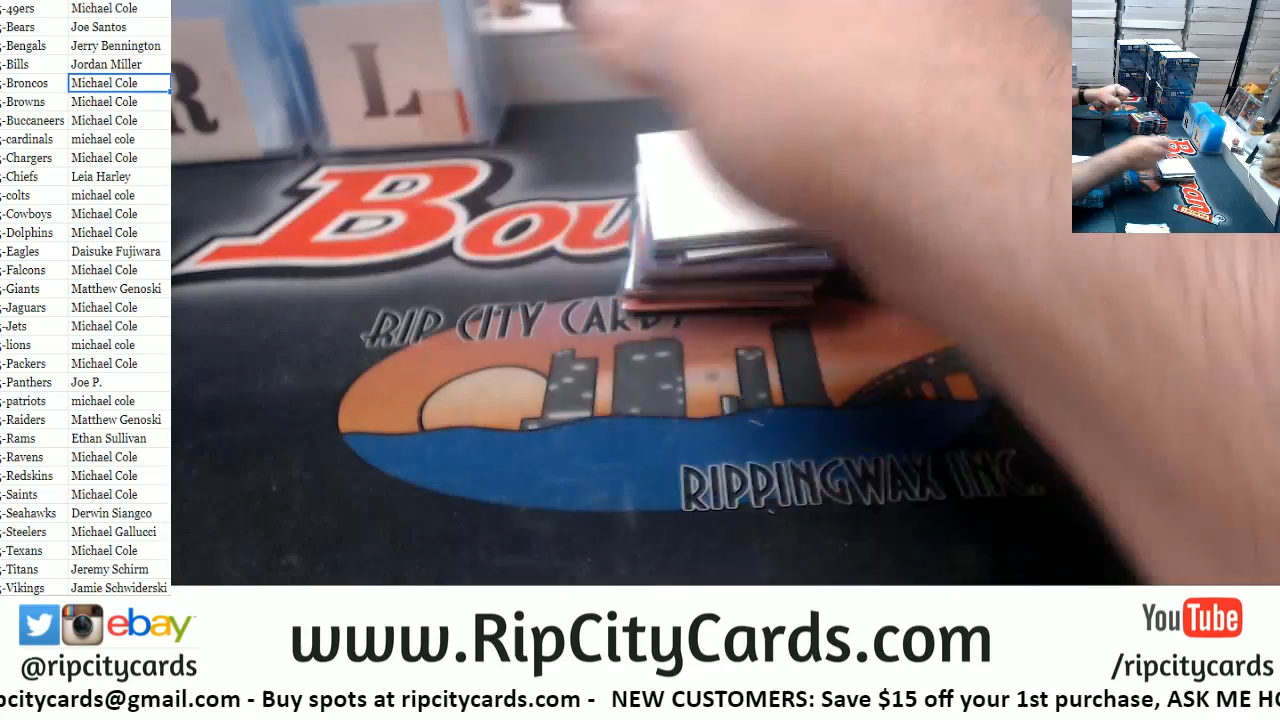 -49ers Michael Cole
-Bears Joe Santos
-Bengals Jerry Bennington
-Bills Jordan Miller
-Broncos Michael Cole
-Browns Michael Cole
-Buccaneers Michael Cole
-cardinals michael cole
-Chargers Michael Cole
-Chiefs Leia Harley
-colts michael cole
-Cowboys Michael Cole
-Dolphins Michael Cole
-Eagles Daisuke Fujiwara
-Falcons Michael Cole
-Giants Matthew Genoski
-Jaguars Michael Cole
-Jets Michael Cole
-lions michael cole
-Packers Michael Cole
-Panthers Joe P.
-patriots michael cole
-Raiders Matthew Genoski
-Rams Ethan Sullivan
-Ravens Michael Cole
-Redskins Michael Cole
-Saints Michael Cole
-Seahawks Derwin Siangco
-Steelers Michael Gallucci
-Texans Michael Cole
-Titans Jeremy Schirm
-Vikings Jamie Schwiderski
R L
Bow
RIP CITY CARD
RIPPINGWAX INC.
ebay
@ripcitycards
www.RipCityCards.com
YouTube
/ripcitycards
pcitycards@gmail.com - Buy spots at ripcitycards.com - NEW CUSTOMERS: Save $15 off your 1st purchase, ASK ME H